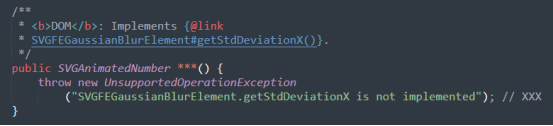 /**
* <b>DOM</b>: Implements {@link
* SVGFEGaussianBlurElement#getStdDeviationX()}.
*/
public SVGAnimatedNumber ***() {
throw new UnsupportedOperationException
("SVGFEGaussianBlurElement.getStdDeviationX is not implemented"); // XXX
}